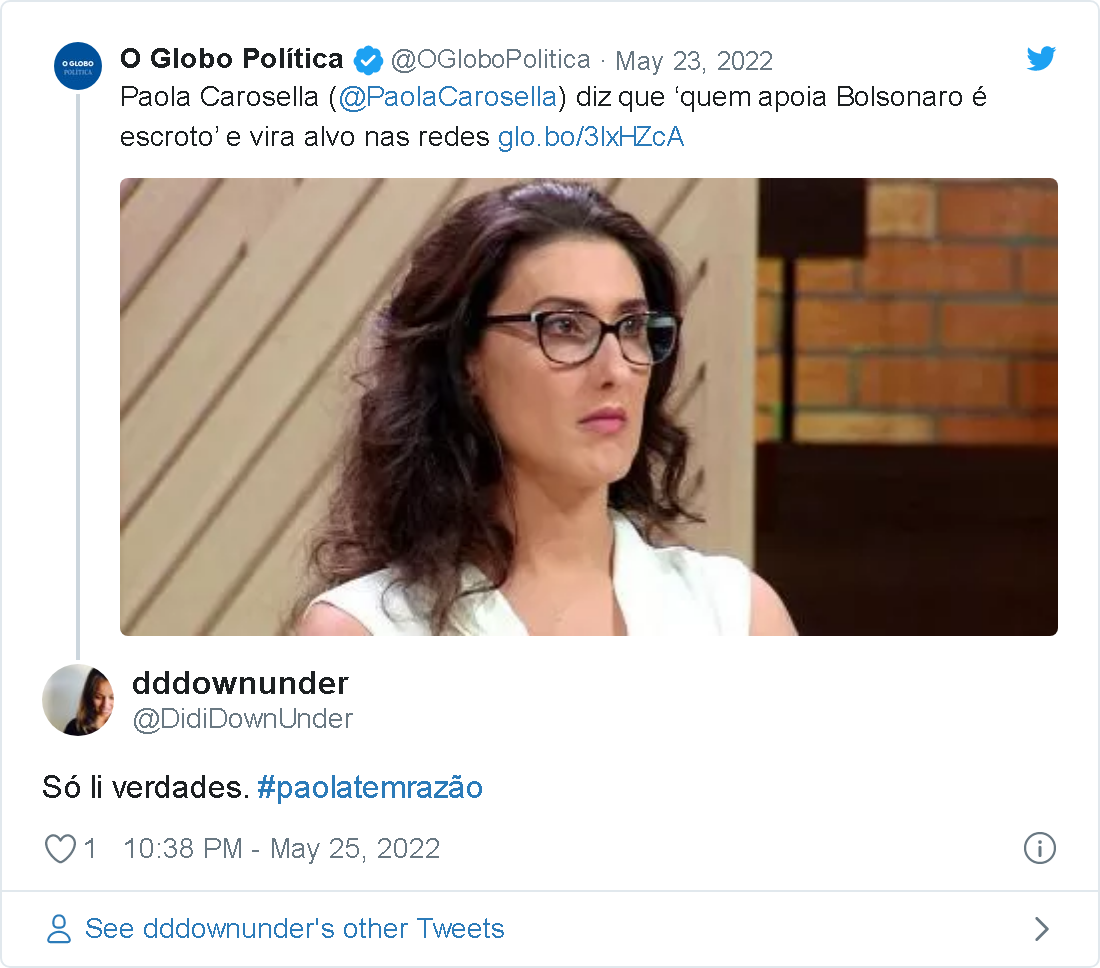 O GLOBO
POLÍTICA
O Globo Política @OGloboPolitica · May 23, 2022
Paola Carosella (@PaolaCarosella) diz que ‘quem apoia Bolsonaro é
escroto’ e vira alvo nas redes glo.bo/3lxHZcA
dddownunder
@DidiDownUnder
Só li verdades. #paolatemrazão
1 10:38 PM - May 25, 2022
See dddownunder's other Tweets